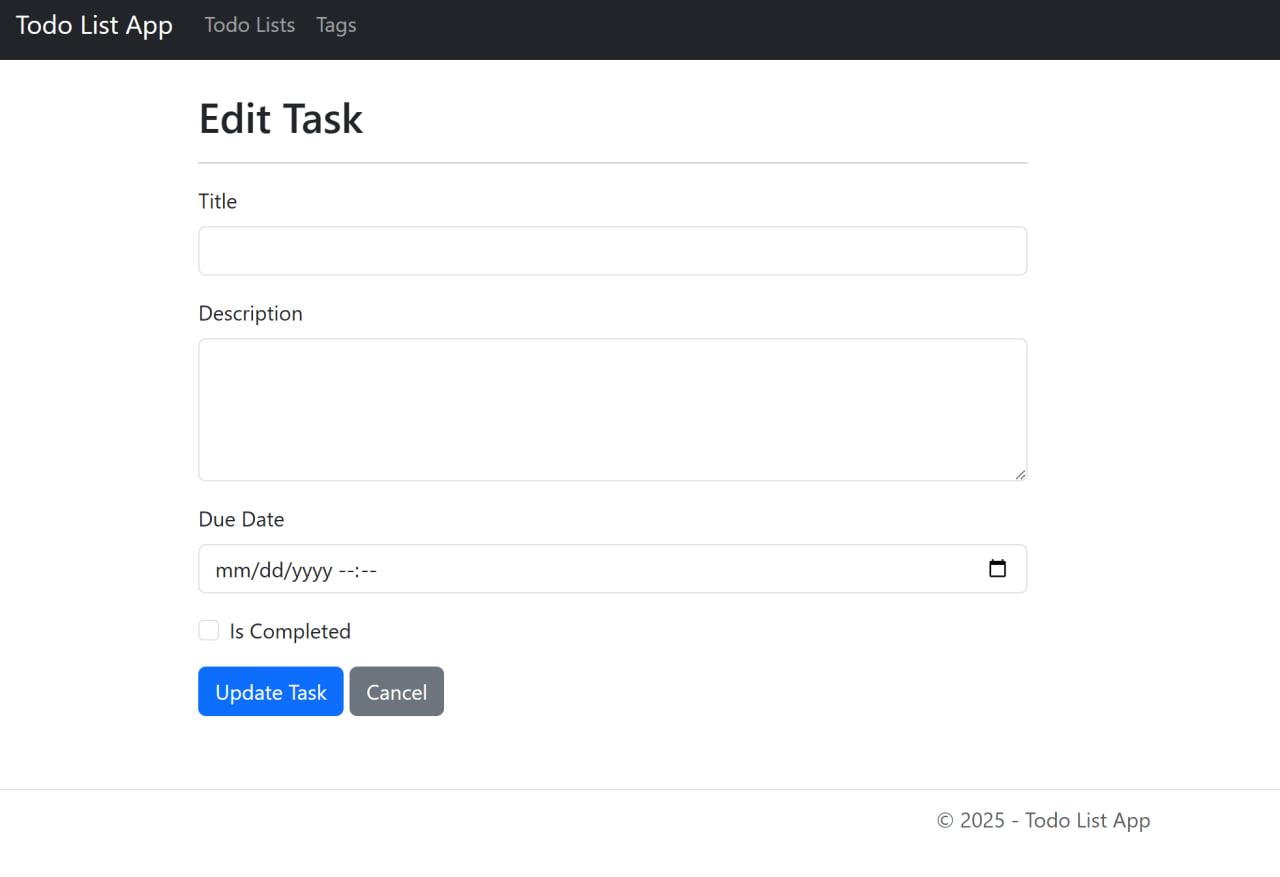 Todo List App Todo Lists Tags
Edit Task
Title
Description
Due Date
mm/dd/yyyy --:--
Is Completed
Update Task Cancel
© 2025 - Todo List App